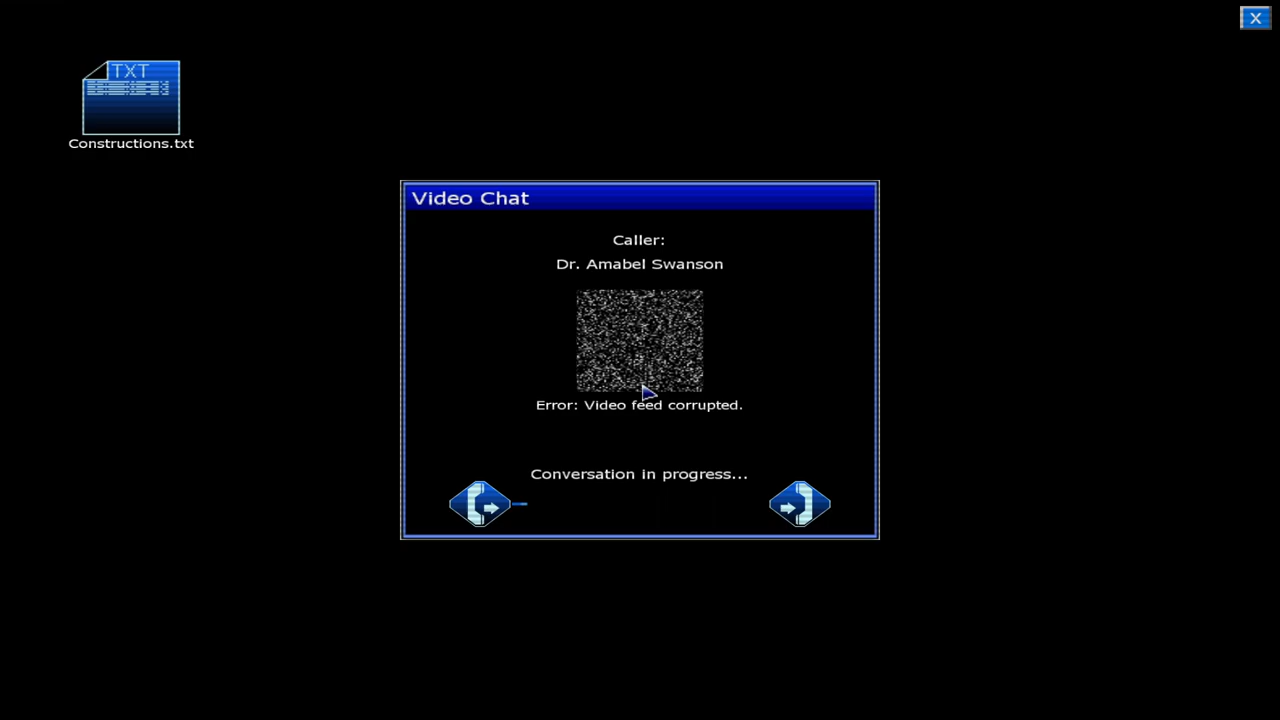 X
TXT
Constructions.txt
Video Chat
Caller:
Dr. Amabel Swanson
Error: Video feed corrupted.
Conversation in progress...